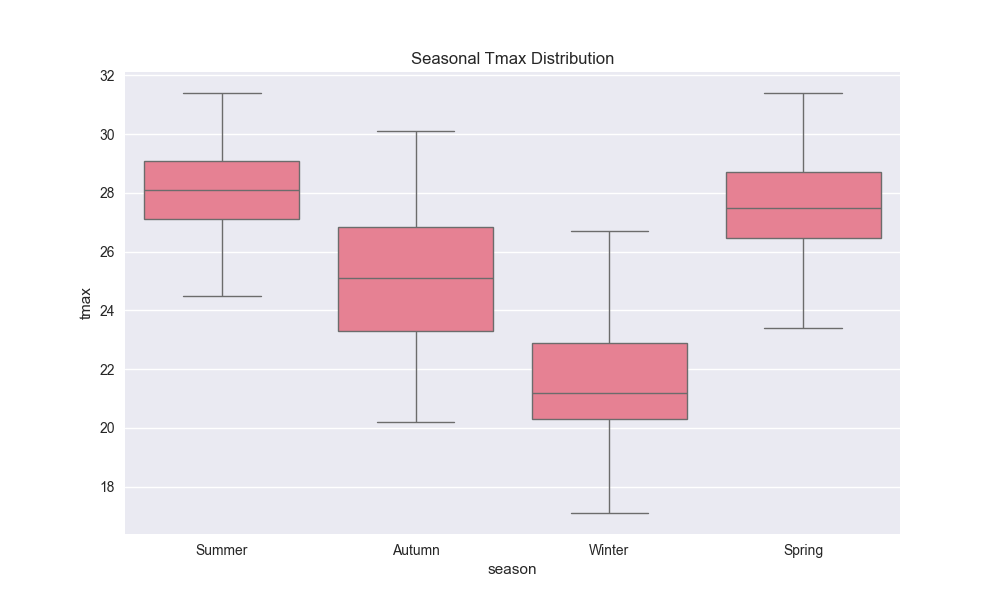 Seasonal Tmax Distribution
32
30
28
26
24
22
20
18
tmax
Summer Autumn Winter Spring
season